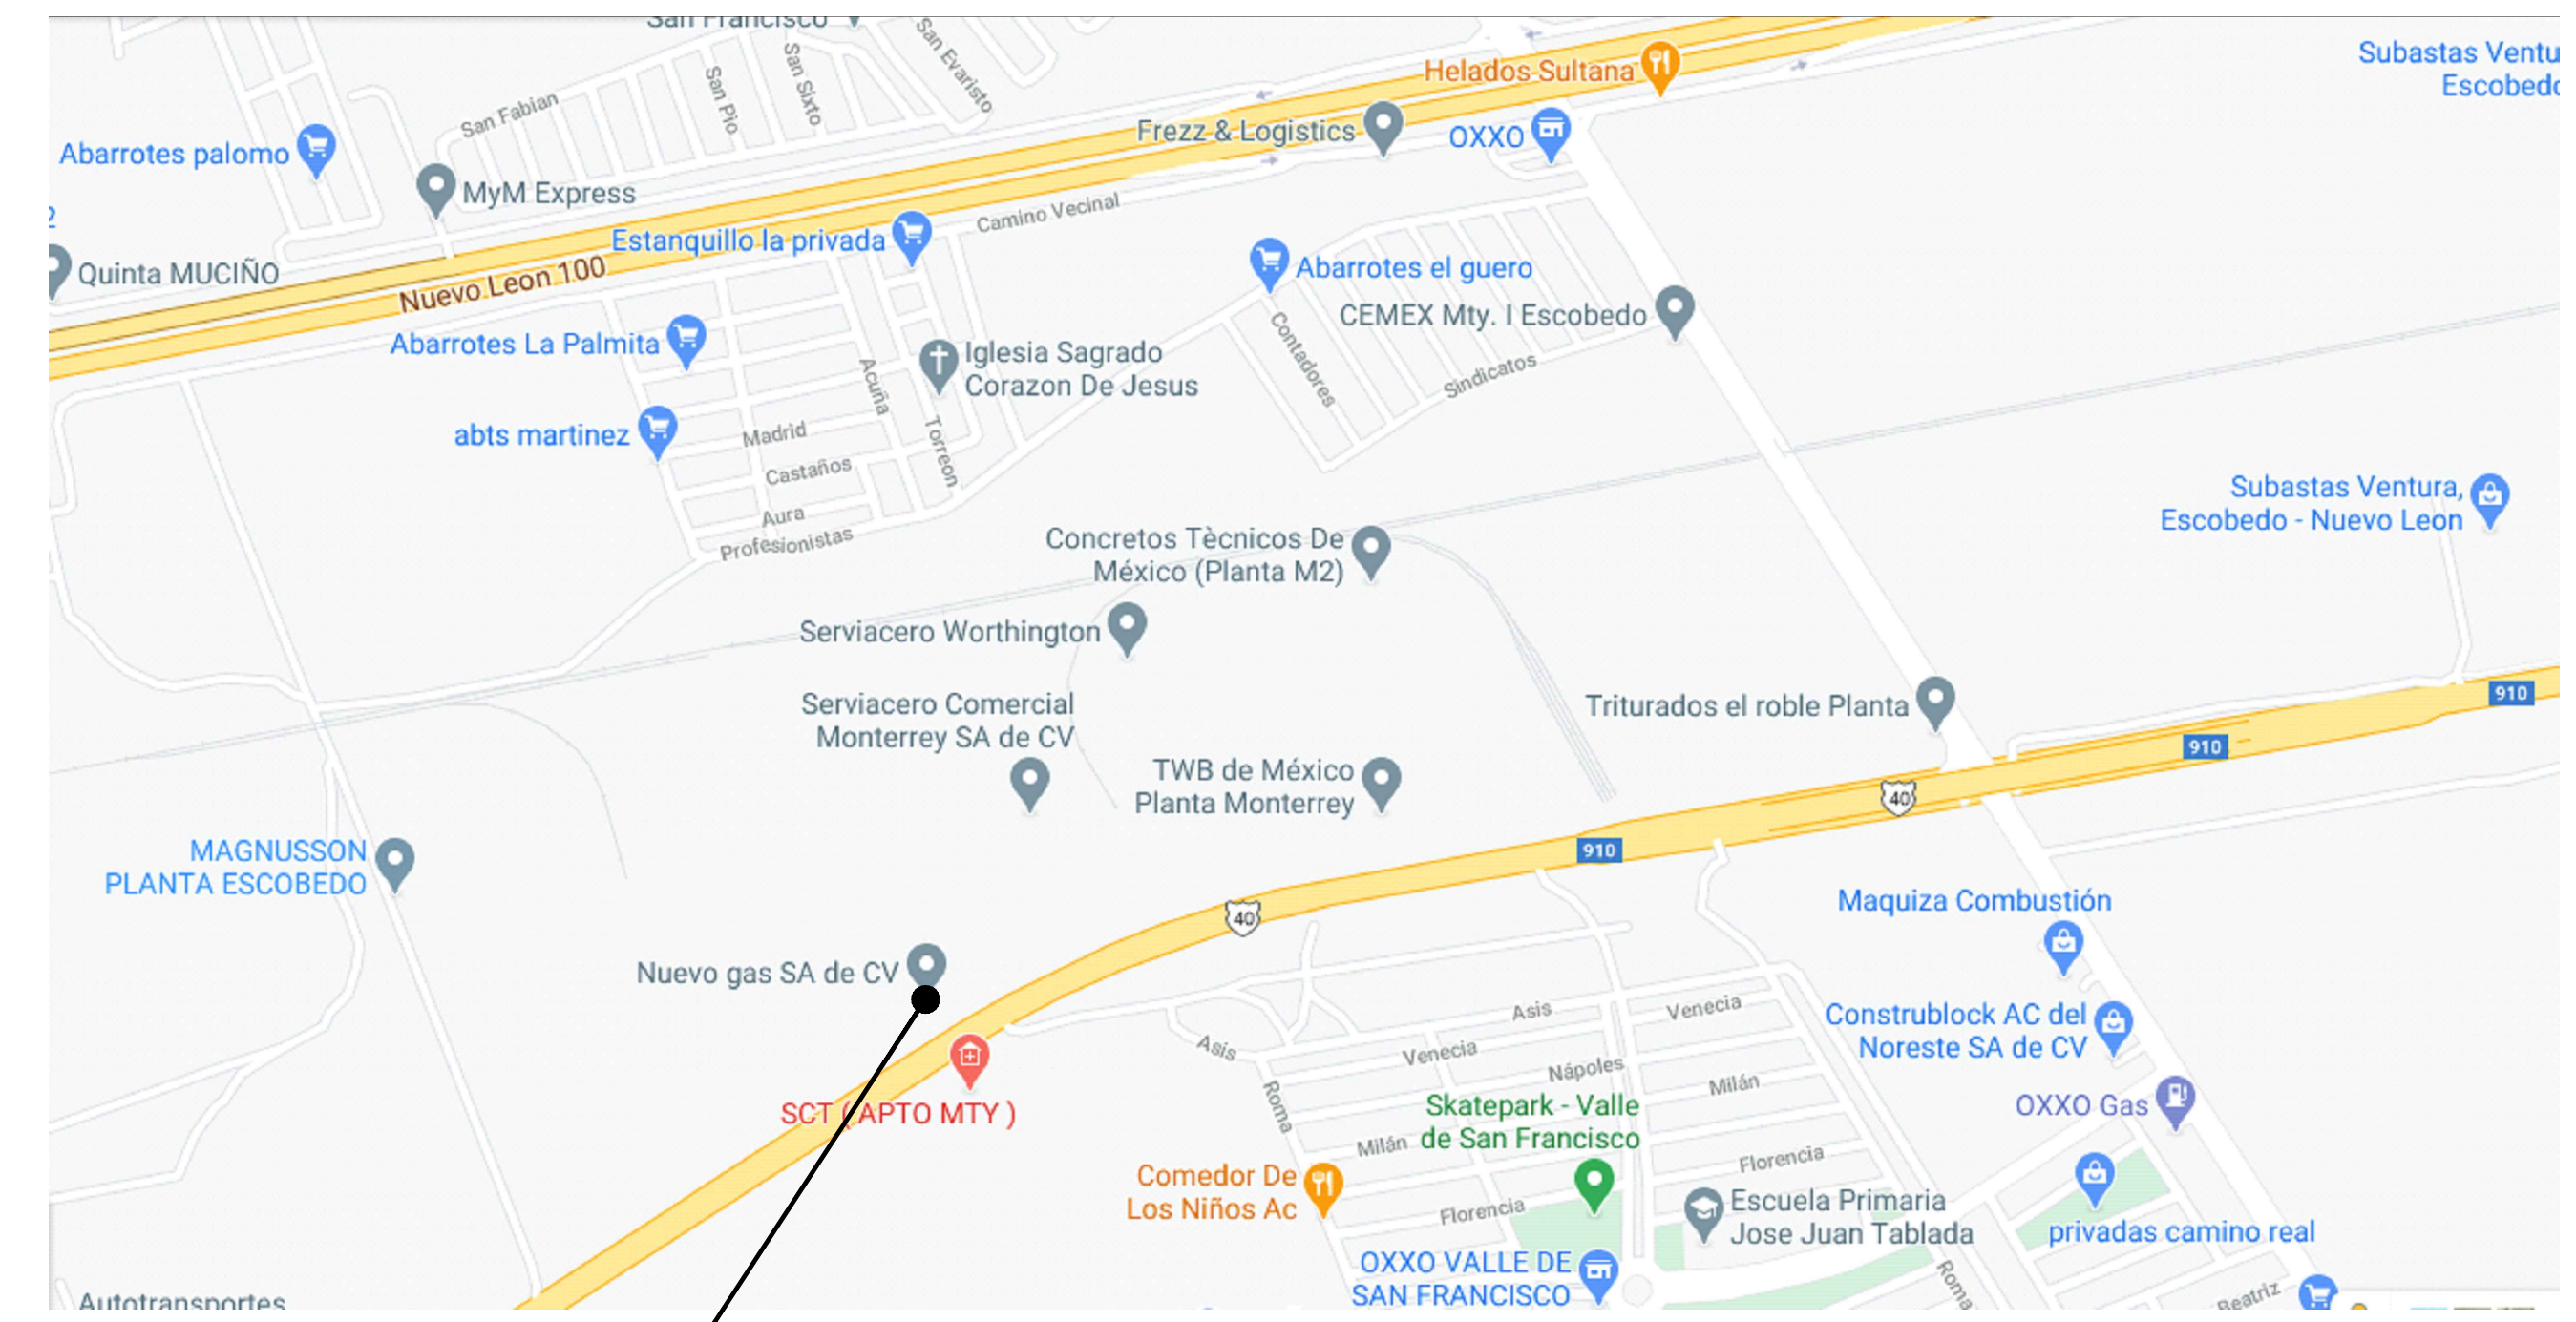 San Francisco
San Evaristo
San Sixto
San Pio
San Fabian
Helados Sultana
Subastas Ventu
Escobedo
Abarrotes palomo
MyM Express
Frezz & Logistics
OXXO
2
Quinta MUCIÑO
Estanquillo la privada
Camino Vecinal
Nuevo Leon 100
Abarrotes el guero
CEMEX Mty. I Escobedo
Abarrotes La Palmita
Iglesia Sagrado
Corazon De Jesus
Acuña
Contadores
Sindicatos
abts martinez
Madrid
Castaños
Torreon
Aura
Profesionistas
Subastas Ventura,
Escobedo - Nuevo Leon
Concretos Tècnicos De
México (Planta M2)
Serviacero Worthington
Serviacero Comercial
Monterrey SA de CV
Triturados el roble Planta
910
910
40
TWB de México
Planta Monterrey
MAGNUSSON
PLANTA ESCOBEDO
910
40
Maquiza Combustión
Nuevo gas SA de CV
Asis
Venecia
Construblock AC del
Noreste SA de CV
Asis
Venecia
Nápoles
Milán
SCT ( APTO MTY )
Roma
Skatepark - Valle
de San Francisco
OXXO Gas
Milán
Florencia
Comedor De
Los Niños Ac
Florencia
Escuela Primaria
Jose Juan Tablada
privadas camino real
OXXO VALLE DE
SAN FRANCISCO
Roma
Beatriz
Autotransportes